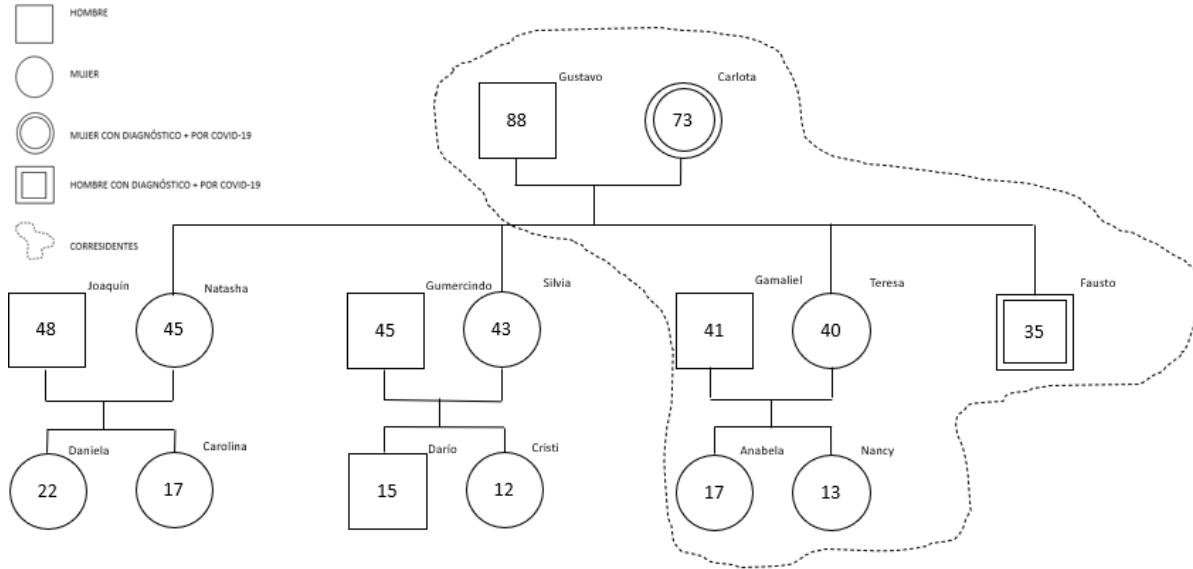 HOMBRE
MUJER
MUJER CON DIAGNÓSTICO + POR COVID-19
HOMBRE CON DIAGNÓSTICO + POR COVID-19
CORRESIDENTES
Gustavo
Carlota
88
73
Joaquín
Natasha
Gumercindo
Silvia
Gamaliel
Teresa
Fausto
48
45
45
43
41
40
35
Daniela
Carolina
Darío
Cristi
Anabela
Nancy
22
17
15
12
17
13